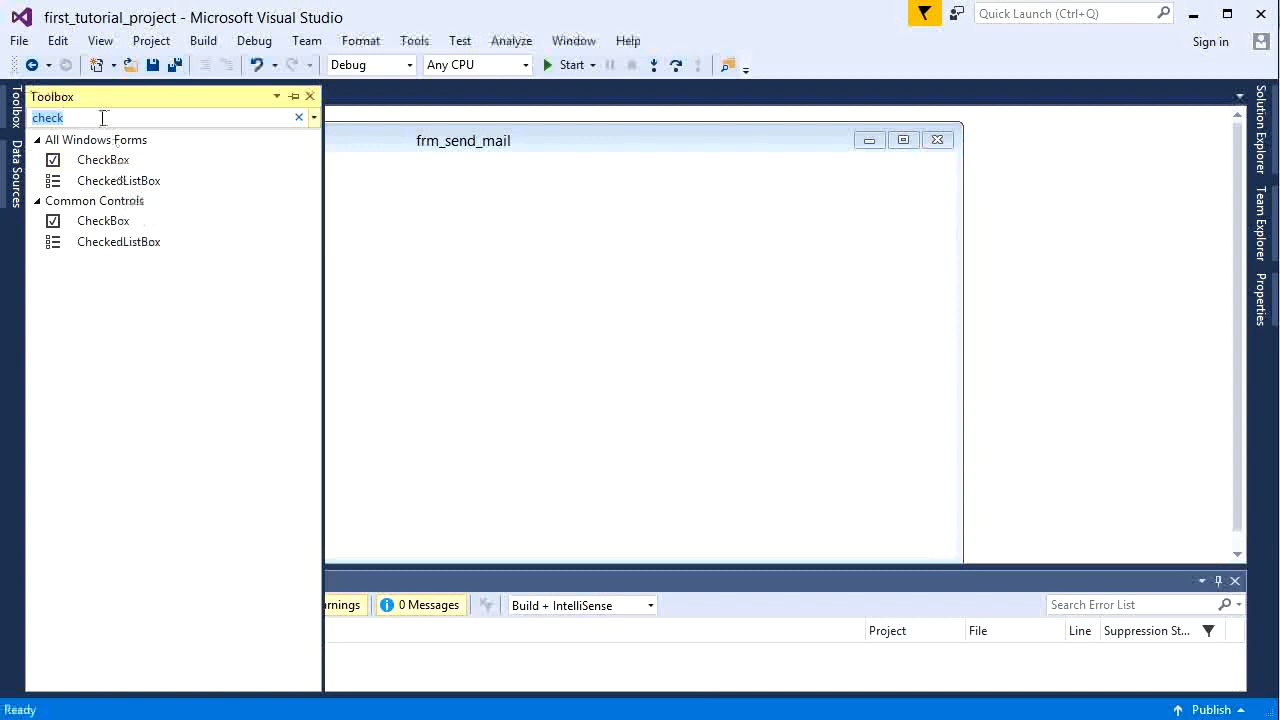 first_tutorial_project - Microsoft Visual Studio
Quick Launch (Ctrl+Q)
File Edit View Project Build Debug Team Format Tools Test Analyze Window Help
Sign in
Debug Any CPU Start
Toolbox
Data Sources
Toolbox
check
All Windows Forms
CheckBox
CheckedListBox
Common Controls
CheckBox
CheckedListBox
frm_send_mail
Solution Explorer
Team Explorer
Properties
rnings 0 Messages Build + IntelliSense Search Error List
Project File Line Suppression St...
Ready Publish